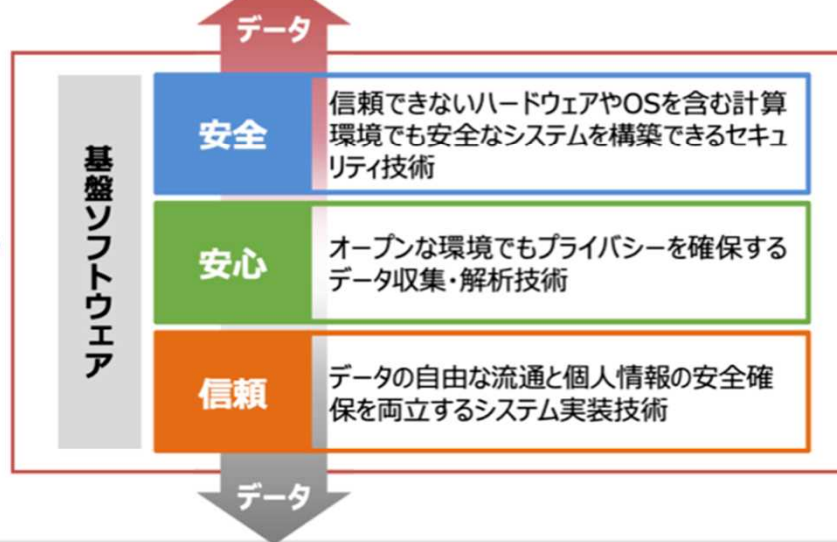 データ
基盤ソフトウェア
安全
信頼できないハードウェアやOSを含む計算
環境でも安全なシステムを構築できるセキュ
リティ技術
安心
オープンな環境でもプライバシーを確保する
データ収集・解析技術
信頼
データの自由な流通と個人情報の安全確
保を両立するシステム実装技術
データ